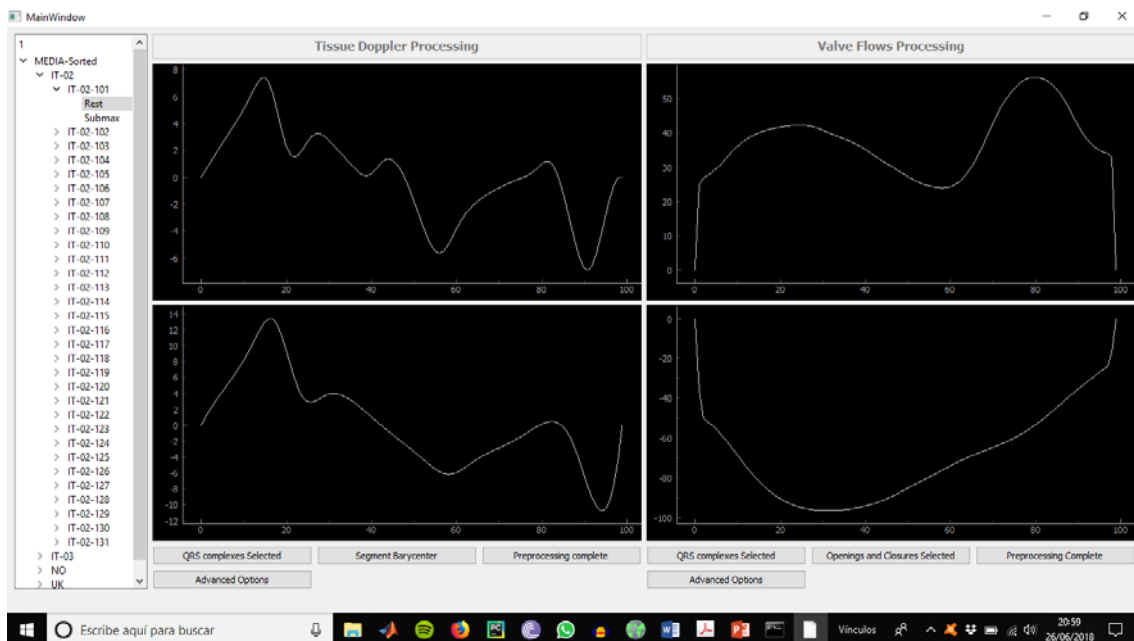 MainWindow
1
MEDIA-Sorted
IT-02
IT-02-101
Rest
Submax
IT-02-102
IT-02-103
IT-02-104
IT-02-105
IT-02-106
IT-02-107
IT-02-108
IT-02-109
IT-02-110
IT-02-111
IT-02-112
IT-02-113
IT-02-114
IT-02-115
IT-02-116
IT-02-117
IT-02-118
IT-02-119
IT-02-120
IT-02-121
IT-02-122
IT-02-123
IT-02-124
IT-02-125
IT-02-126
IT-02-127
IT-02-128
IT-02-129
IT-02-130
IT-02-131
IT-03
NO
UK
Tissue Doppler Processing
8
6
4
2
0
-2
-4
-6
0 20 40 60 80 100
14
12
10
8
6
4
2
0
-2
-4
-6
-8
-10
-12
0 20 40 60 80 100
QRS complexes Selected Segment Barycenter Preprocessing complete
Advanced Options
Valve Flows Processing
50
40
30
20
10
0
0 20 40 60 80 100
0
-20
-40
-60
-80
-100
0 20 40 60 80 100
QRS complexes Selected Openings and Closures Selected Preprocessing Complete
Advanced Options
Escribe aquí para buscar
Vínculos
20:59
26/06/2018